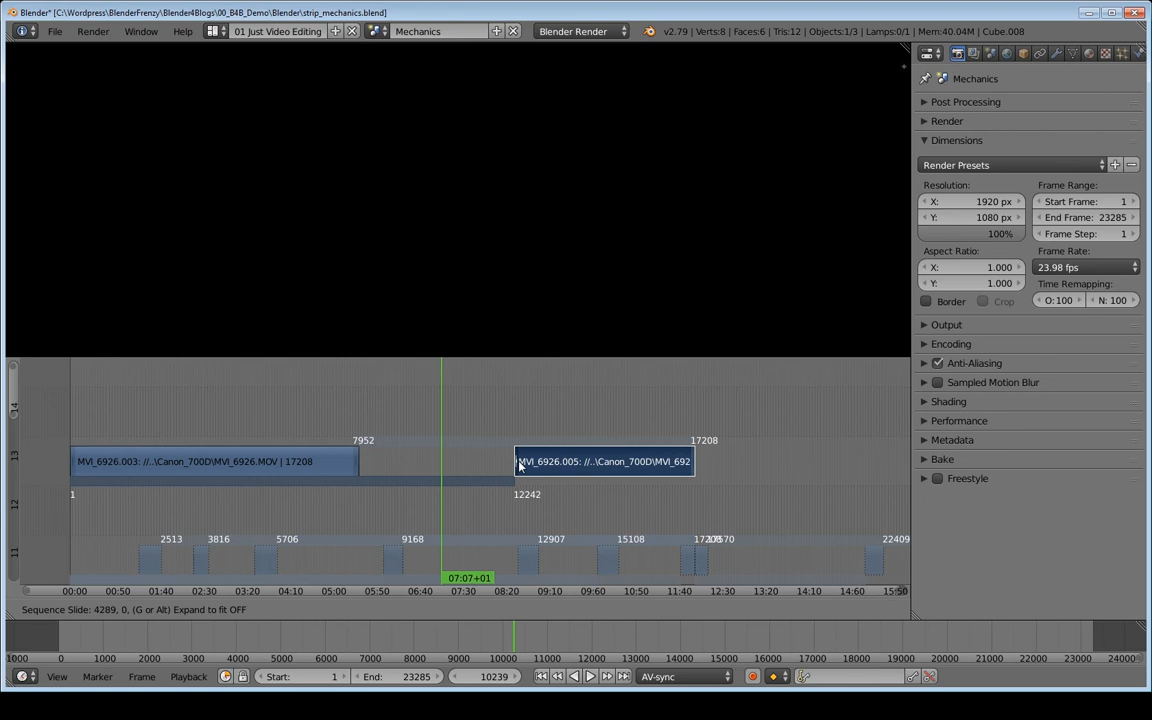 Blender* [C:\Wordpress\BlenderFrenzy\Blender4Blogs\00_B4B_Demo\Blender\strip_mechanics.blend]
File Render Window Help 01 Just Video Editing Mechanics Blender Render v2.79 | Verts:8 | Faces:6 | Tris:12 | Objects:1/3 | Lamps:0/1 | Mem:40.04M | Cube.008
Mechanics
Post Processing
Render
Dimensions
Render Presets
Resolution: Frame Range:
X: 1920 px Start Frame: 1
Y: 1080 px End Frame: 23285
100% Frame Step: 1
Aspect Ratio: Frame Rate:
X: 1.000 23.98 fps
Y: 1.000 Time Remapping:
Border Crop O: 100 N: 100
Output
Encoding
Anti-Aliasing
Sampled Motion Blur
Shading
Performance
Metadata
Bake
Freestyle
14
7952 17208
13 MVI_6926.003: //..\Canon_700D\MVI_6926.MOV | 17208 MVI_6926.005: //..\Canon_700D\MVI_692
1 12242
12
2513 3816 5706 9168 12907 15108 22409
11
07:07+01
00:00 00:50 01:40 02:30 03:20 04:10 05:00 05:50 06:40 07:30 08:20 09:10 09:60 10:50 11:40 12:30 13:20 14:10 14:60 15:50
Sequence Slide: 4289, 0, (G or Alt) Expand to fit OFF
1000 0 1000 2000 3000 4000 5000 6000 7000 8000 9000 10000 11000 12000 13000 14000 15000 16000 17000 18000 19000 20000 21000 22000 23000 24000
View Marker Frame Playback Start: 1 End: 23285 10239 AV-sync